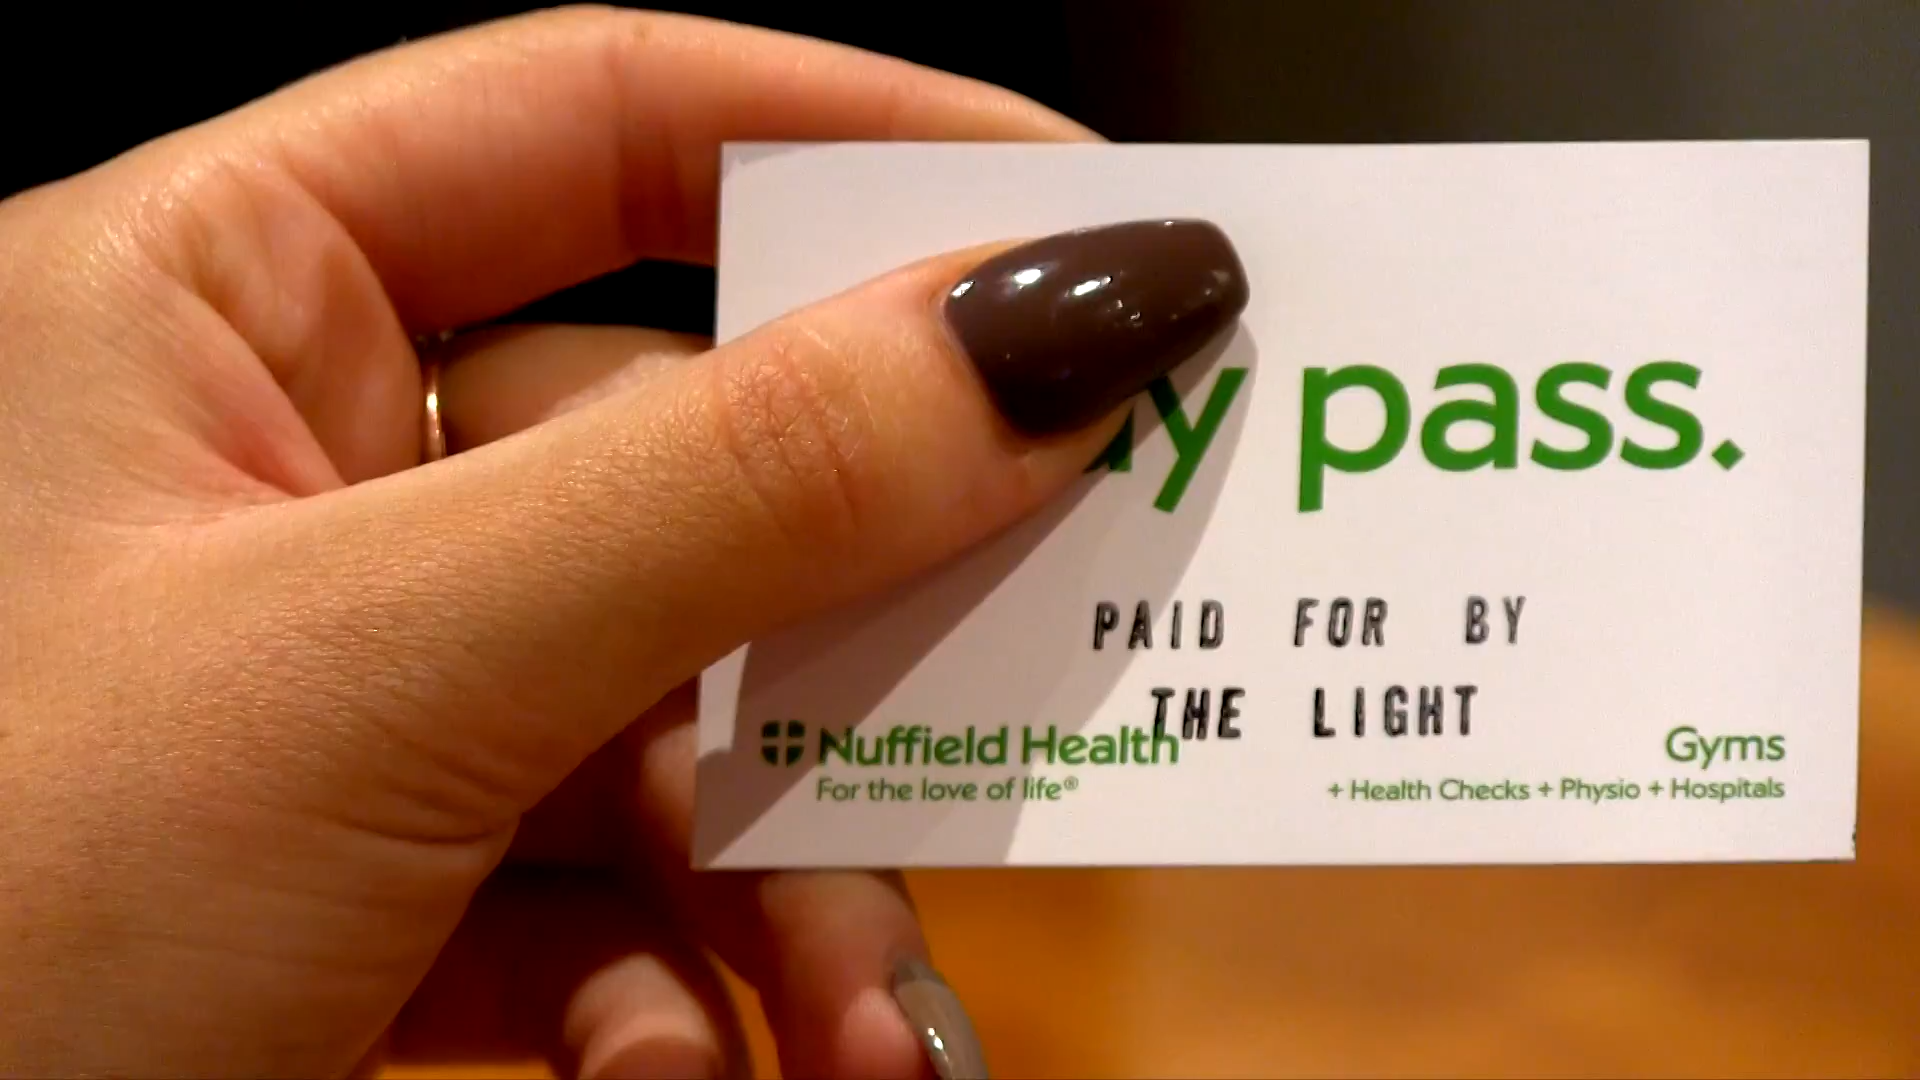 pass.
PAID FOR BY
THE LIGHT
Nuffield Health
For the love of life®
Gyms
+ Health Checks + Physio + Hospitals